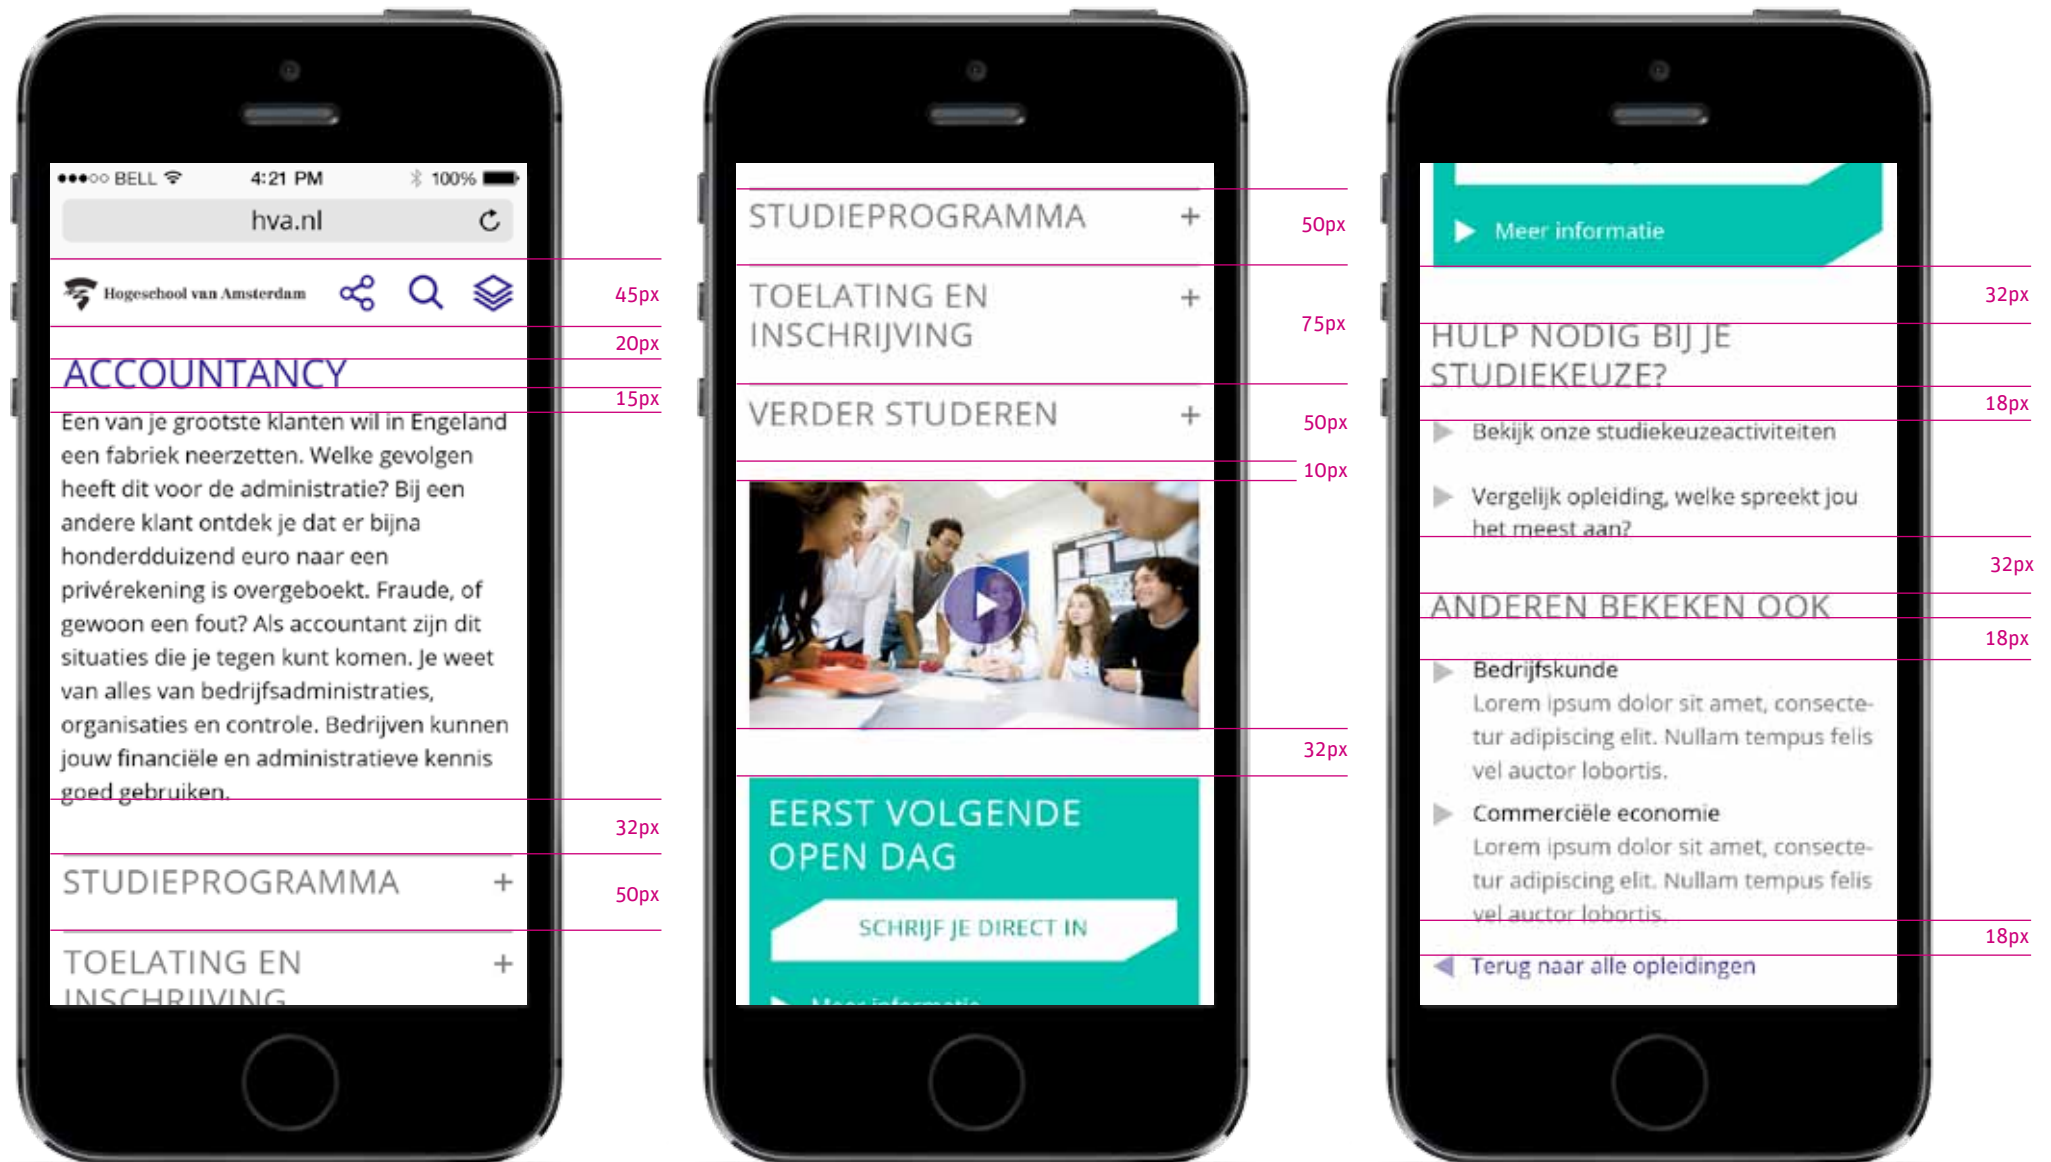 BELL 4:21 PM 100%
hva.nl
Hogeschool van Amsterdam
45px
20px
ACCOUNTANCY
15px
Een van je grootste klanten wil in Engeland
een fabriek neerzetten. Welke gevolgen
heeft dit voor de administratie? Bij een
andere klant ontdek je dat er bijna
honderdduizend euro naar een
privérekening is overgeboekt. Fraude, of
gewoon een fout? Als accountant zijn dit
situaties die je tegen kunt komen. Je weet
van alles van bedrijfsadministraties,
organisaties en controle. Bedrijven kunnen
jouw financiële en administratieve kennis
goed gebruiken.
32px
STUDIEPROGRAMMA +
50px
TOELATING EN +
INSCHRIJVING
STUDIEPROGRAMMA +
50px
TOELATING EN +
INSCHRIJVING
75px
VERDER STUDEREN +
50px
10px
32px
EERST VOLGENDE
OPEN DAG
SCHRIJF JE DIRECT IN
Meer informatie
Meer informatie
32px
HULP NODIG BIJ JE
STUDIEKEUZE?
18px
Bekijk onze studiekeuzeactiviteiten
Vergelijk opleiding, welke spreekt jou
het meest aan?
32px
ANDEREN BEKEKEN OOK
18px
Bedrijfskunde
Lorem ipsum dolor sit amet, consecte-
tur adipiscing elit. Nullam tempus felis
vel auctor lobortis.
Commerciële economie
Lorem ipsum dolor sit amet, consecte-
tur adipiscing elit. Nullam tempus felis
vel auctor lobortis.
18px
Terug naar alle opleidingen